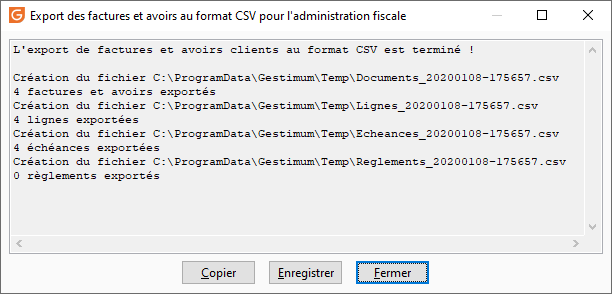 Export des factures et avoirs au format CSV pour l'administration fiscale
L'export de factures et avoirs clients au format CSV est terminé !
Création du fichier C:\ProgramData\Gestimum\Temp\Documents_20200108-175657.csv
4 factures et avoirs exportés
Création du fichier C:\ProgramData\Gestimum\Temp\Lignes_20200108-175657.csv
4 lignes exportées
Création du fichier C:\ProgramData\Gestimum\Temp\Echeances_20200108-175657.csv
4 échéances exportées
Création du fichier C:\ProgramData\Gestimum\Temp\Reglements_20200108-175657.csv
0 règlements exportés
Copier Enregistrer Fermer